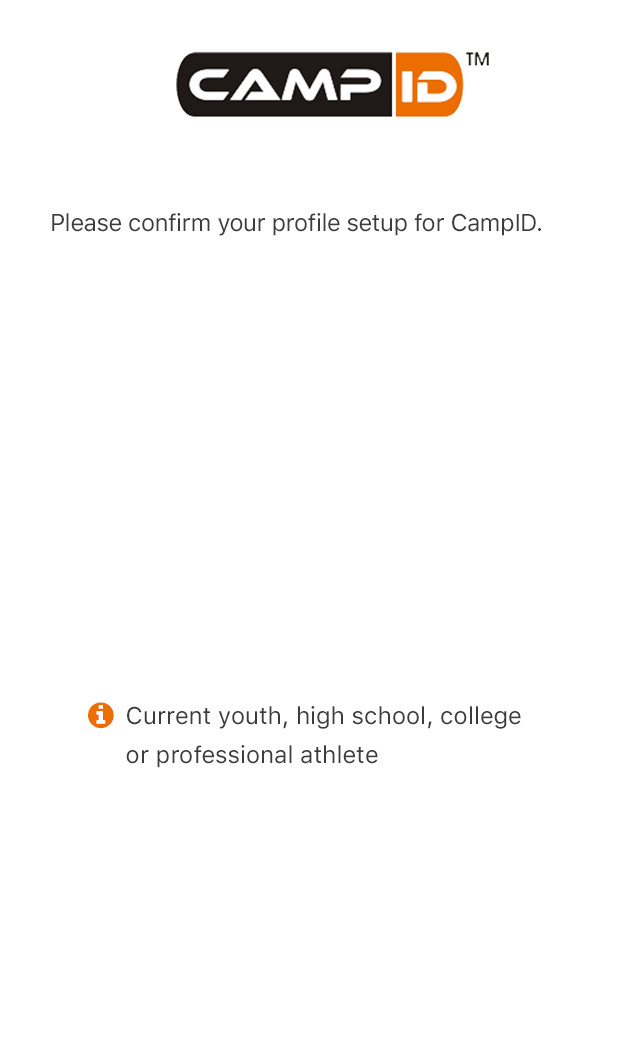 CAMP ID™
Please confirm your profile setup for CampID.
Current youth, high school, college
or professional athlete